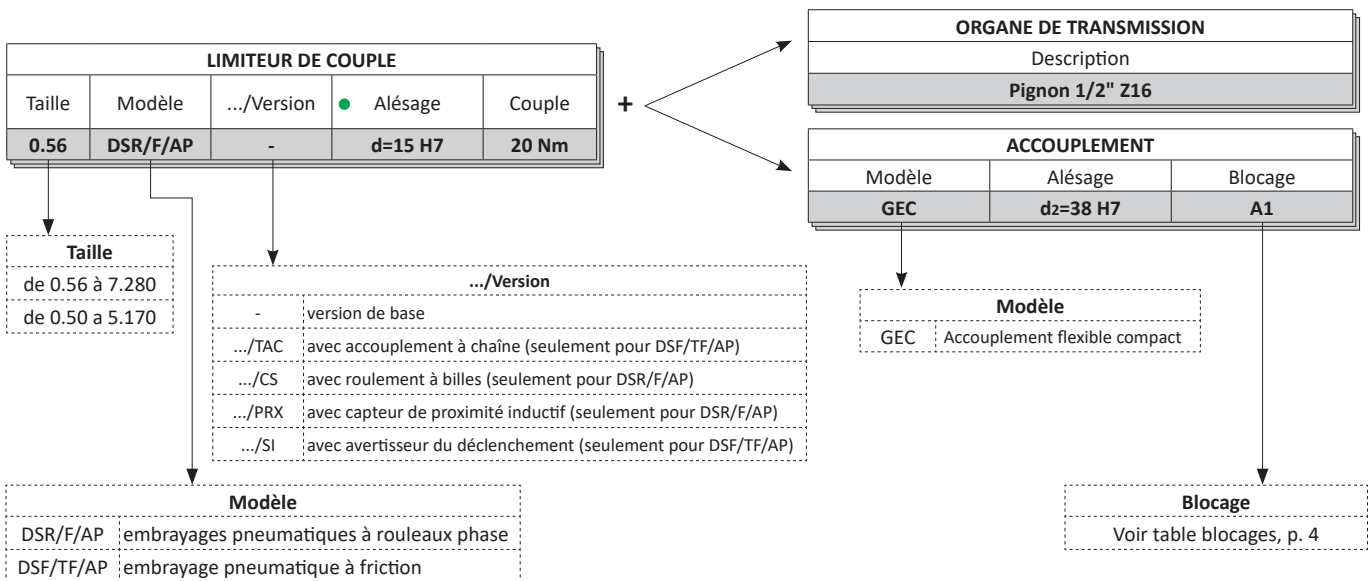 LIMITEUR DE COUPLE
Taille Modèle .../Version Alésage Couple
0.56 DSR/F/AP - d=15 H7 20 Nm
+
ORGANE DE TRANSMISSION
Description
Pignon 1/2" Z16
ACCOUPLEMENT
Modèle Alésage Blocage
GEC d2=38 H7 A1
Taille
de 0.56 à 7.280
de 0.50 a 5.170
.../Version
- version de base
.../TAC avec accouplement à chaîne (seulement pour DSF/TF/AP)
.../CS avec roulement à billes (seulement pour DSR/F/AP)
.../PRX avec capteur de proximité inductif (seulement pour DSR/F/AP)
.../SI avec avertisseur du déclenchement (seulement pour DSF/TF/AP)
Modèle
GEC Accouplement flexible compact
Modèle
DSR/F/AP embrayages pneumatiques à rouleaux phase
DSF/TF/AP embrayage pneumatique à friction
Blocage
Voir table blocages, p. 4